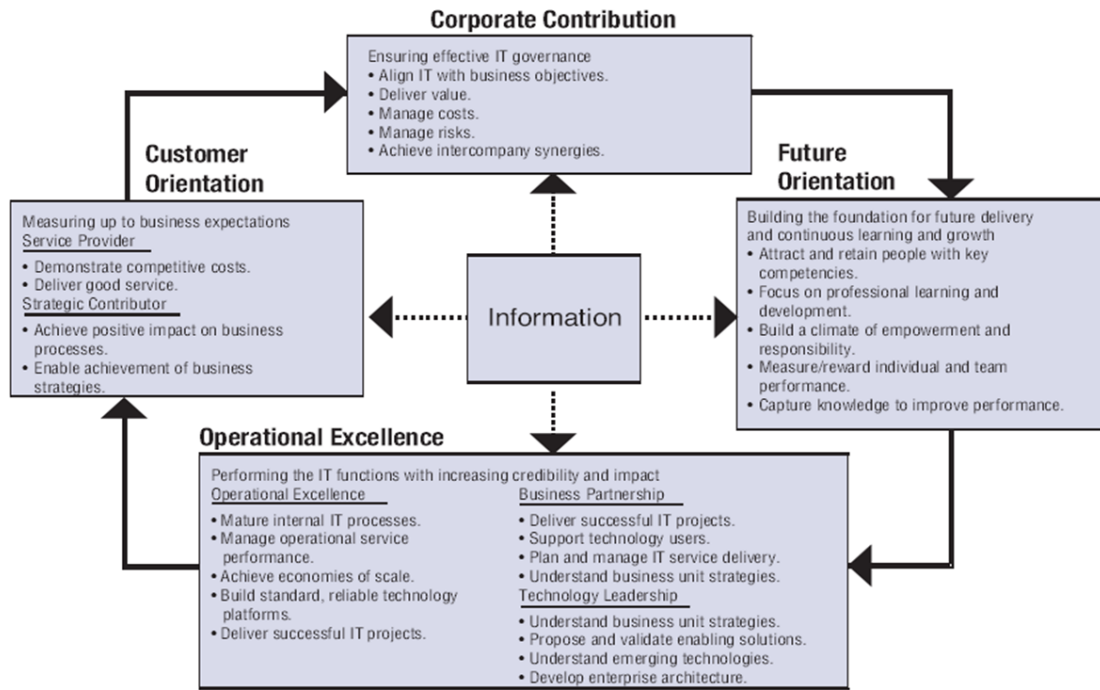 Corporate Contribution
Ensuring effective IT governance
• Align IT with business objectives.
• Deliver value.
• Manage costs.
• Manage risks.
• Achieve intercompany synergies.
Customer
Orientation
Measuring up to business expectations
Service Provider
• Demonstrate competitive costs.
• Deliver good service.
Strategic Contributor
• Achieve positive impact on business
processes.
• Enable achievement of business
strategies.
Information
Future
Orientation
Building the foundation for future delivery
and continuous learning and growth
• Attract and retain people with key
competencies.
• Focus on professional learning and
development.
• Build a climate of empowerment and
responsibility.
• Measure/reward individual and team
performance.
• Capture knowledge to improve performance.
Operational Excellence
Performing the IT functions with increasing credibility and impact
Operational Excellence
• Mature internal IT processes.
• Manage operational service
performance.
• Achieve economies of scale.
• Build standard, reliable technology
platforms.
• Deliver successful IT projects.
Business Partnership
• Deliver successful IT projects.
• Support technology users.
• Plan and manage IT service delivery.
• Understand business unit strategies.
Technology Leadership
• Understand business unit strategies.
• Propose and validate enabling solutions.
• Understand emerging technologies.
• Develop enterprise architecture.